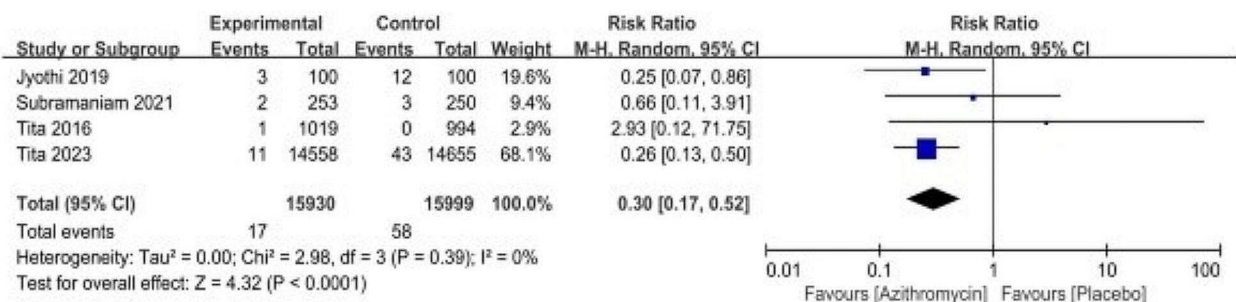 Experimental Control Risk Ratio Risk Ratio
Study or Subgroup Events Total Events Total Weight M-H, Random, 95% CI M-H, Random, 95% CI
Jyothi 2019 3 100 12 100 19.6% 0.25 [0.07, 0.86]
Subramaniam 2021 2 253 3 250 9.4% 0.66 [0.11, 3.91]
Tita 2016 1 1019 0 994 2.9% 2.93 [0.12, 71.75]
Tita 2023 11 14558 43 14655 68.1% 0.26 [0.13, 0.50]
Total (95% CI) 15930 15999 100.0% 0.30 [0.17, 0.52]
Total events 17 58
Heterogeneity: Tau² = 0.00; Chi² = 2.98, df = 3 (P = 0.39); I² = 0%
Test for overall effect: Z = 4.32 (P < 0.0001)
0.01 0.1 1 10 100
Favours [Azithromycin] Favours [Placebo]